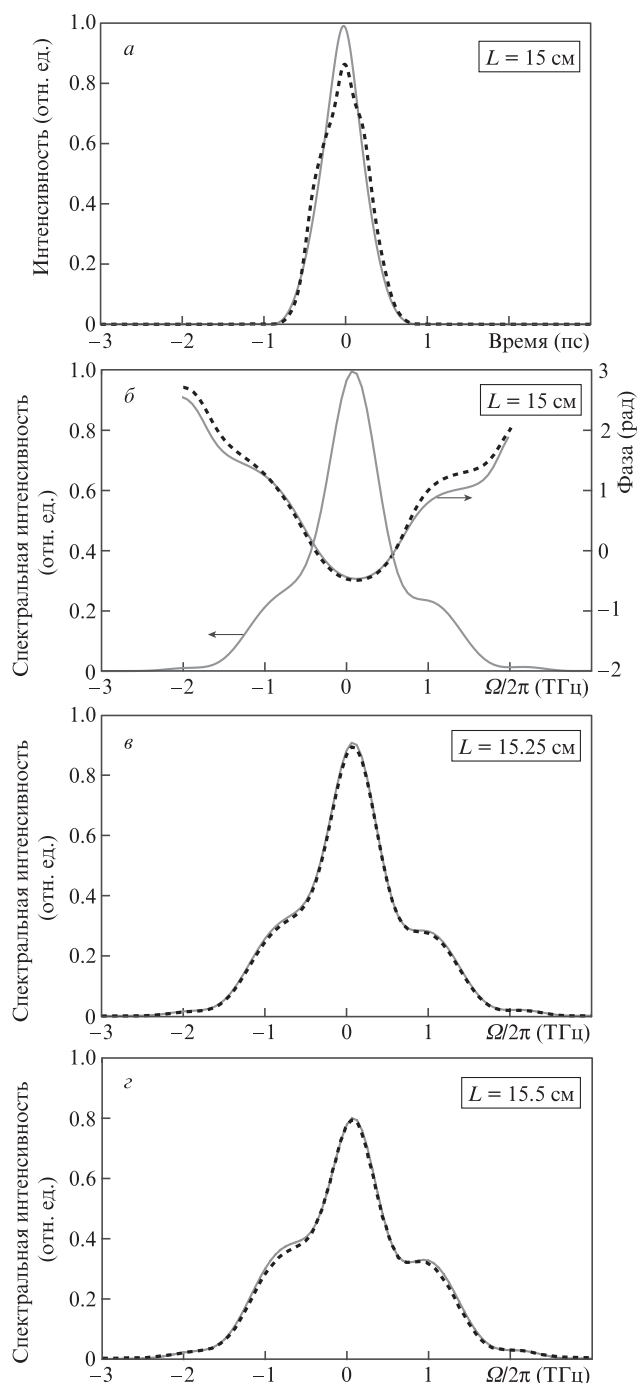 1.0
а
L = 15 см
0.8
0.6
0.4
0.2
0
Интенсивность (отн. ед.)
−3
−2
−1
0
1
Время (пс)
1.0
б
L = 15 см
3
0.8
2
0.6
1
0.4
0
0.2
−1
0
−2
Спектральная интенсивность
(отн. ед.)
Фаза (рад)
−3
−2
−1
0
1
Ω/2π (ТГц)
1.0
в
L = 15.25 см
0.8
0.6
0.4
0.2
0
Спектральная интенсивность
(отн. ед.)
−3
−2
−1
0
1
Ω/2π (ТГц)
1.0
г
L = 15.5 см
0.8
0.6
0.4
0.2
0
Спектральная интенсивность
(отн. ед.)
−3
−2
−1
0
1
Ω/2π (ТГц)